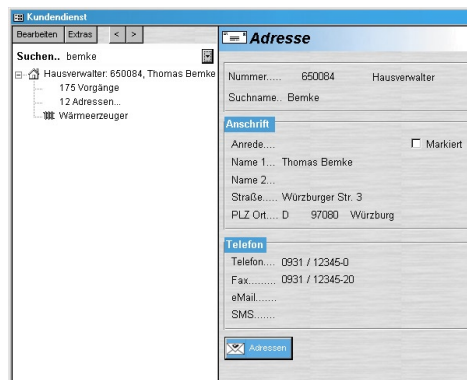 Kundendienst
Bearbeiten Extras < >
Suchen.. bemke
Hausverwalter: 650084, Thomas Bemke
175 Vorgänge
12 Adressen...
Wärmeerzeuger
Adresse
Nummer..... 650084 Hausverwalter
Suchname.. Bemke
Anschrift
Anrede.... Markiert
Name 1... Thomas Bemke
Name 2...
Straße..... Würzburger Str. 3
PLZ Ort.... D 97080 Würzburg
Telefon
Telefon.... 0931 / 12345-0
Fax......... 0931 / 12345-20
eMail.......
SMS.......
Adressen